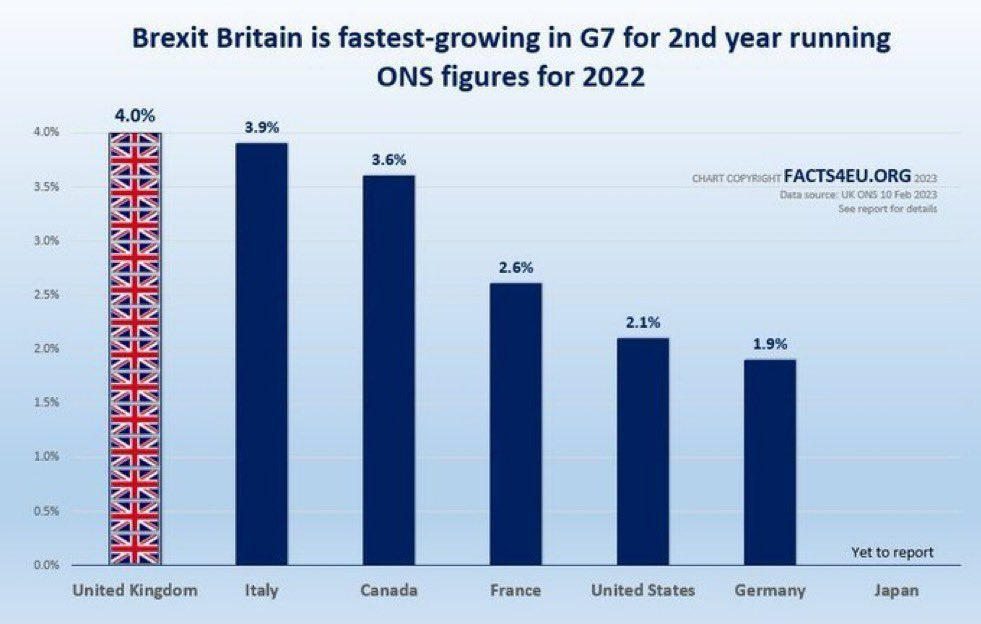 Brexit Britain is fastest-growing in G7 for 2nd year running
ONS figures for 2022
4.0%
4.0%
3.9%
3.6%
CHART COPYRIGHT FACTS4EU.ORG 2023
3.5%
Data source: UK ONS 10 Feb 2023
See report for details
3.0%
2.6%
2.5%
2.1%
2.0%
1.9%
1.5%
1.0%
0.5%
Yet to report
0.0%
United Kingdom Italy Canada France United States Germany Japan